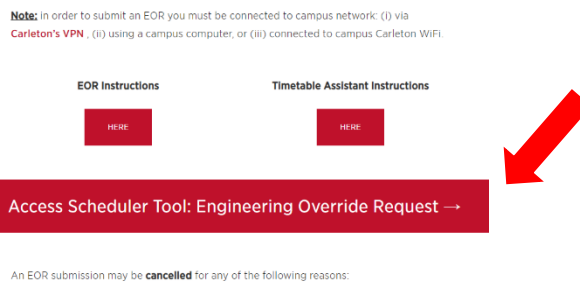 Note: in order to submit an EOR you must be connected to campus network: (i) via
Carleton's VPN , (ii) using a campus computer, or (iii) connected to campus Carleton WiFi.
EOR Instructions
Timetable Assistant Instructions
HERE
HERE
Access Scheduler Tool: Engineering Override Request →
An EOR submission may be cancelled for any of the following reasons: